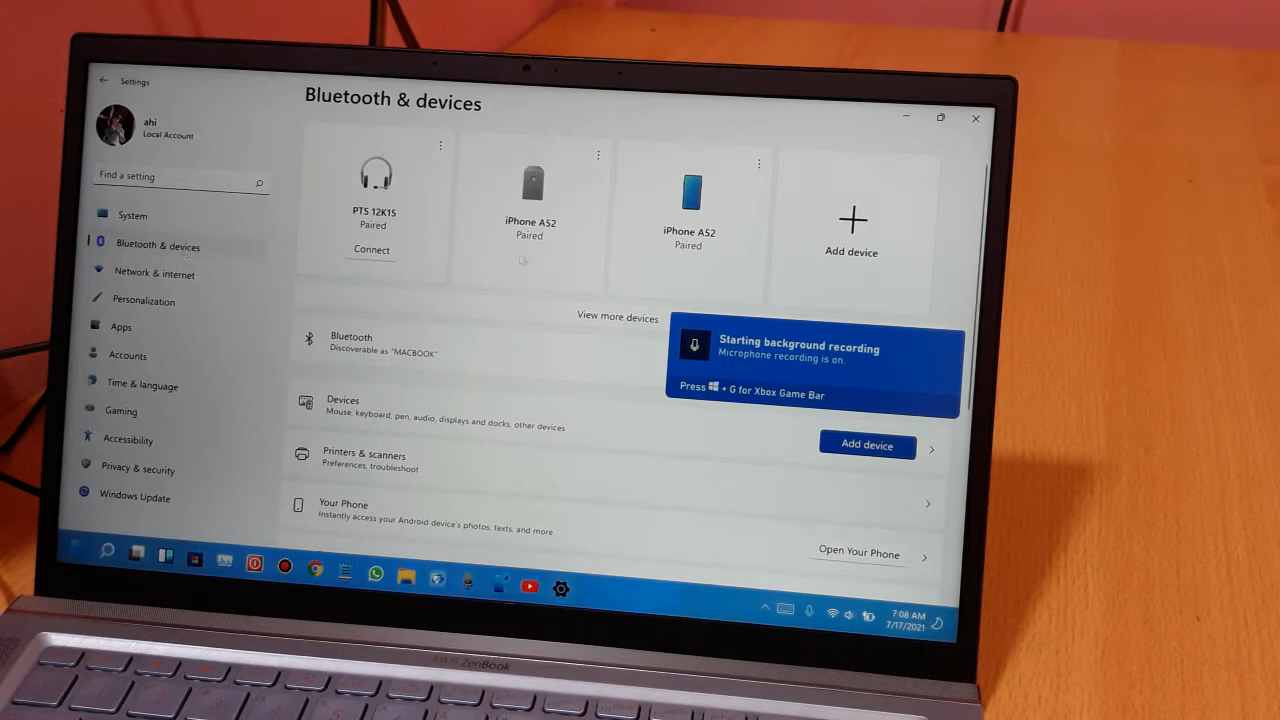 Settings
ahi
Local Account
Find a setting
System
Bluetooth & devices
Network & internet
Personalization
Apps
Accounts
Time & language
Gaming
Accessibility
Privacy & security
Windows Update
Bluetooth & devices
PTS 12K15
Paired
Connect
iPhone A52
Paired
iPhone A52
Paired
Add device
View more devices
Bluetooth
Discoverable as "MACBOOK"
Starting background recording
Microphone recording is on.
Press + G for Xbox Game Bar
Devices
Mouse, keyboard, pen, audio, displays and docks, other devices
Add device
Printers & scanners
Preferences, troubleshoot
Your Phone
Instantly access your Android device's photos, texts, and more
Open Your Phone
7:08 AM
7/17/2021
ZenBook